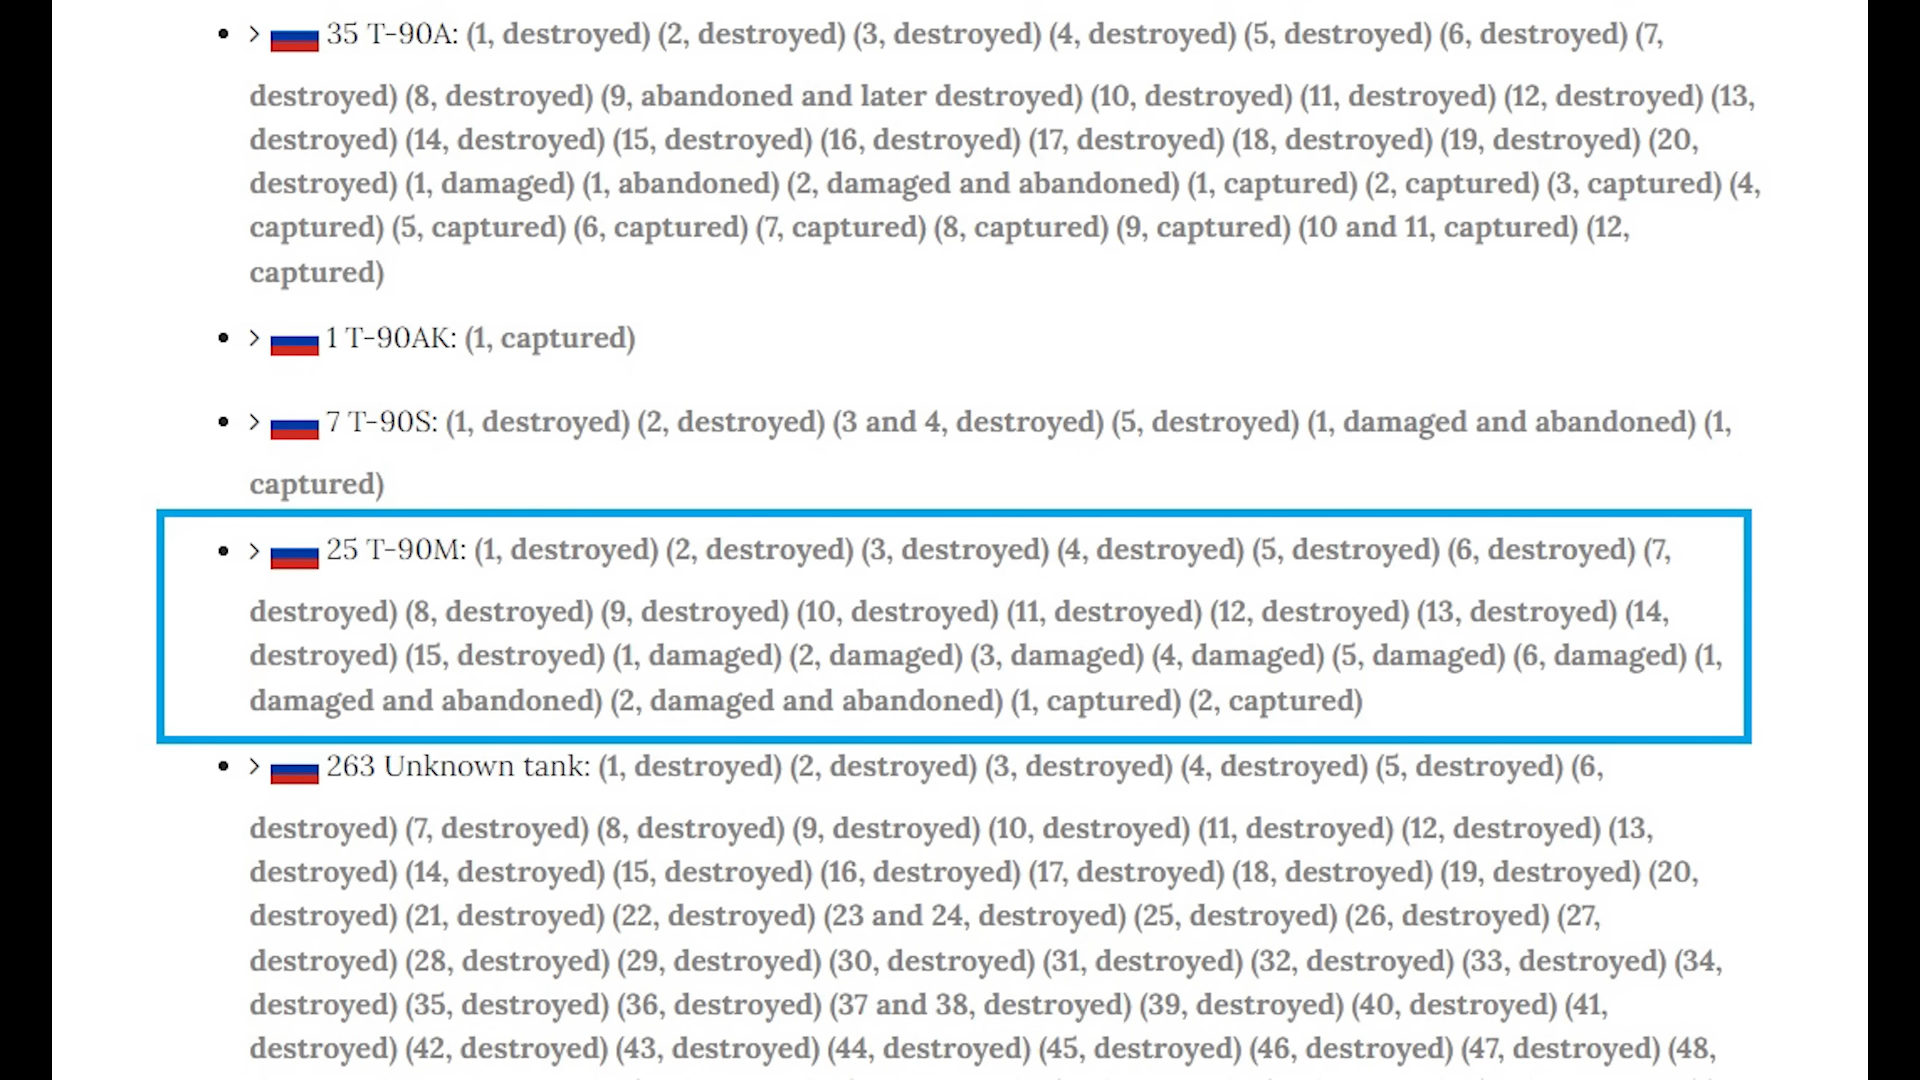 • > 35 T-90A: (1, destroyed) (2, destroyed) (3, destroyed) (4, destroyed) (5, destroyed) (6, destroyed) (7,
destroyed) (8, destroyed) (9, abandoned and later destroyed) (10, destroyed) (11, destroyed) (12, destroyed) (13,
destroyed) (14, destroyed) (15, destroyed) (16, destroyed) (17, destroyed) (18, destroyed) (19, destroyed) (20,
destroyed) (1, damaged) (1, abandoned) (2, damaged and abandoned) (1, captured) (2, captured) (3, captured) (4,
captured) (5, captured) (6, captured) (7, captured) (8, captured) (9, captured) (10 and 11, captured) (12,
captured)
• > 1 T-90AK: (1, captured)
• > 7 T-90S: (1, destroyed) (2, destroyed) (3 and 4, destroyed) (5, destroyed) (1, damaged and abandoned) (1,
captured)
• > 25 T-90M: (1, destroyed) (2, destroyed) (3, destroyed) (4, destroyed) (5, destroyed) (6, destroyed) (7,
destroyed) (8, destroyed) (9, destroyed) (10, destroyed) (11, destroyed) (12, destroyed) (13, destroyed) (14,
destroyed) (15, destroyed) (1, damaged) (2, damaged) (3, damaged) (4, damaged) (5, damaged) (6, damaged) (1,
damaged and abandoned) (2, damaged and abandoned) (1, captured) (2, captured)
• > 263 Unknown tank: (1, destroyed) (2, destroyed) (3, destroyed) (4, destroyed) (5, destroyed) (6,
destroyed) (7, destroyed) (8, destroyed) (9, destroyed) (10, destroyed) (11, destroyed) (12, destroyed) (13,
destroyed) (14, destroyed) (15, destroyed) (16, destroyed) (17, destroyed) (18, destroyed) (19, destroyed) (20,
destroyed) (21, destroyed) (22, destroyed) (23 and 24, destroyed) (25, destroyed) (26, destroyed) (27,
destroyed) (28, destroyed) (29, destroyed) (30, destroyed) (31, destroyed) (32, destroyed) (33, destroyed) (34,
destroyed) (35, destroyed) (36, destroyed) (37 and 38, destroyed) (39, destroyed) (40, destroyed) (41,
destroyed) (42, destroyed) (43, destroyed) (44, destroyed) (45, destroyed) (46, destroyed) (47, destroyed) (48,